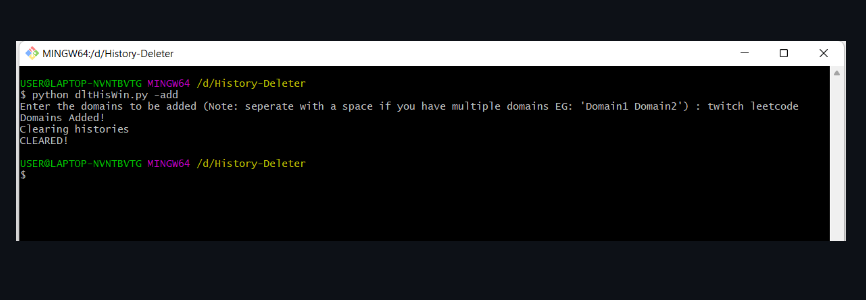 MINGW64:/d/History-Deleter
USER@LAPTOP-NVNTBVTG MINGW64 /d/History-Deleter
$ python dltHisWin.py -add
Enter the domains to be added (Note: seperate with a space if you have multiple domains EG: 'Domain1 Domain2') : twitch leetcode
Domains Added!
Clearing histories
CLEARED!
USER@LAPTOP-NVNTBVTG MINGW64 /d/History-Deleter
$